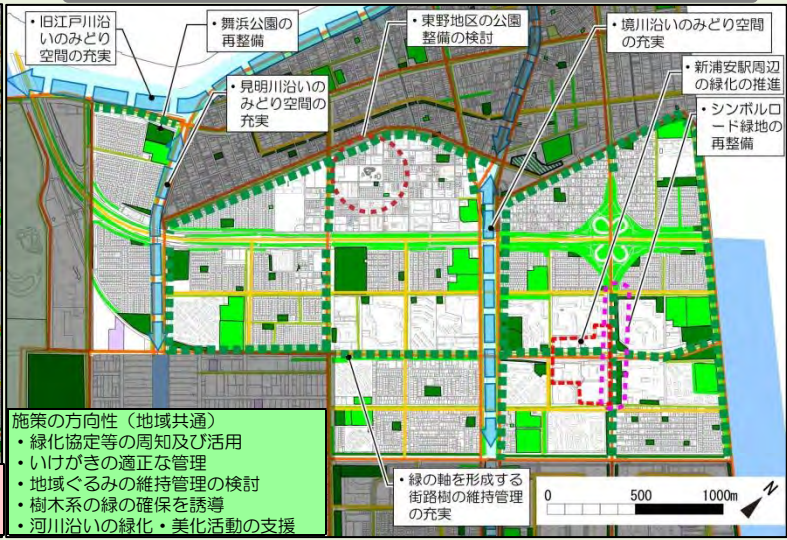 ・旧江戸川沿
いのみどり
空間の充実
・舞浜公園の
再整備
・見明川沿いの
みどり空間の
充実
・東野地区の公園
整備の検討
・境川沿いのみどり空間
の充実
・新浦安駅周辺
の緑化の推進
・シンボルロ
ード緑地の
再整備
施策の方向性（地域共通）
・緑化協定等の周知及び活用
・いけがきの適正な管理
・地域ぐるみの維持管理の検討
・樹木系の緑の確保を誘導
・河川沿いの緑化・美化活動の支援
・緑の軸を形成する
街路樹の維持管理
の充実
0 500 1000m
N